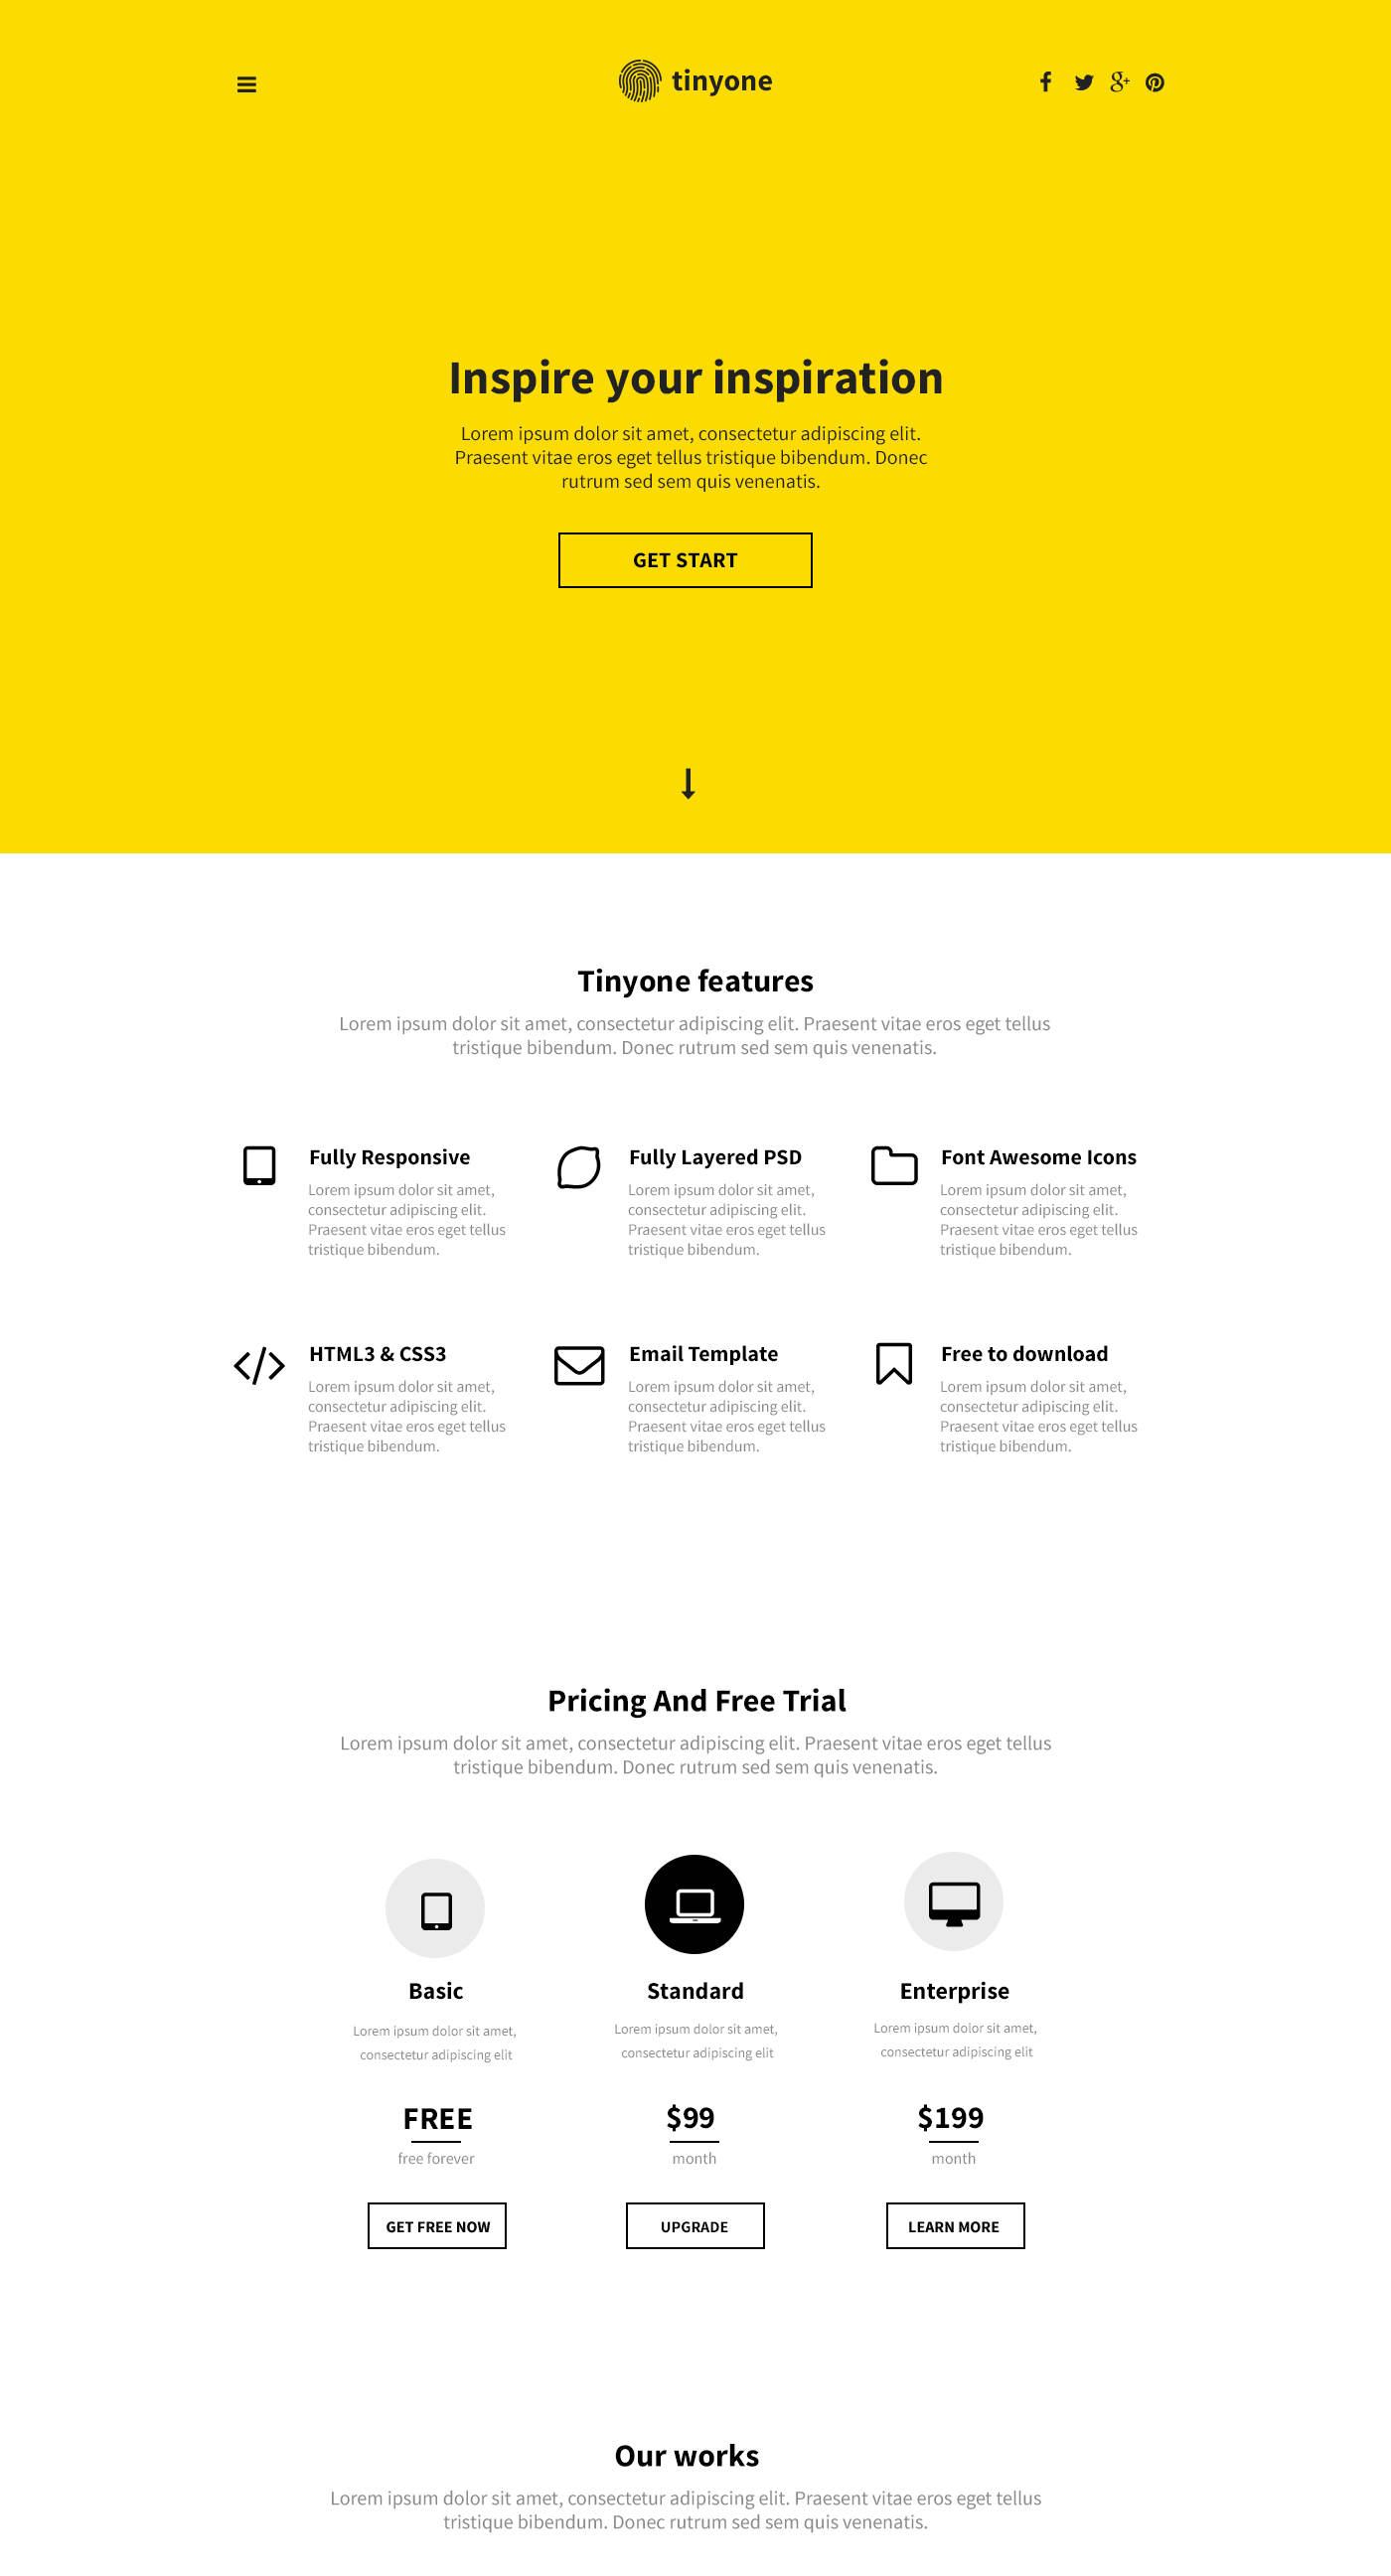 tinyone
Inspire your inspiration
Lorem ipsum dolor sit amet, consectetur adipiscing elit.
Praesent vitae eros eget tellus tristique bibendum. Donec
rutrum sed sem quis venenatis.
GET START
Tinyone features
Lorem ipsum dolor sit amet, consectetur adipiscing elit. Praesent vitae eros eget tellus
tristique bibendum. Donec rutrum sed sem quis venenatis.
Fully Responsive
Lorem ipsum dolor sit amet,
consectetur adipiscing elit.
Praesent vitae eros eget tellus
tristique bibendum.
Fully Layered PSD
Lorem ipsum dolor sit amet,
consectetur adipiscing elit.
Praesent vitae eros eget tellus
tristique bibendum.
Font Awesome Icons
Lorem ipsum dolor sit amet,
consectetur adipiscing elit.
Praesent vitae eros eget tellus
tristique bibendum.
HTML3 & CSS3
Lorem ipsum dolor sit amet,
consectetur adipiscing elit.
Praesent vitae eros eget tellus
tristique bibendum.
Email Template
Lorem ipsum dolor sit amet,
consectetur adipiscing elit.
Praesent vitae eros eget tellus
tristique bibendum.
Free to download
Lorem ipsum dolor sit amet,
consectetur adipiscing elit.
Praesent vitae eros eget tellus
tristique bibendum.
Pricing And Free Trial
Lorem ipsum dolor sit amet, consectetur adipiscing elit. Praesent vitae eros eget tellus
tristique bibendum. Donec rutrum sed sem quis venenatis.
Basic
Lorem ipsum dolor sit amet,
consectetur adipiscing elit
FREE
free forever
GET FREE NOW
Standard
Lorem ipsum dolor sit amet,
consectetur adipiscing elit
$99
month
UPGRADE
Enterprise
Lorem ipsum dolor sit amet,
consectetur adipiscing elit
$199
month
LEARN MORE
Our works
Lorem ipsum dolor sit amet, consectetur adipiscing elit. Praesent vitae eros eget tellus
tristique bibendum. Donec rutrum sed sem quis venenatis.